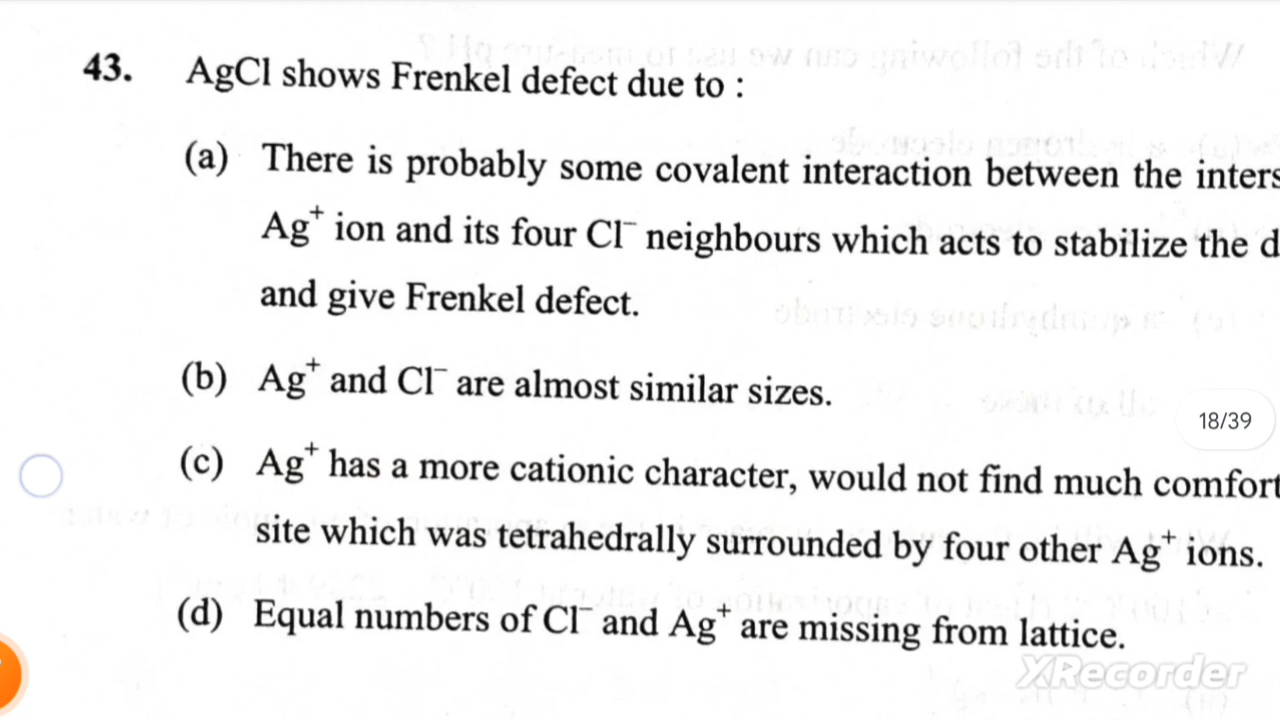 43. AgCl shows Frenkel defect due to :
(a) There is probably some covalent interaction between the inters
Ag⁺ ion and its four Cl⁻ neighbours which acts to stabilize the d
and give Frenkel defect.
(b) Ag⁺ and Cl⁻ are almost similar sizes.
18/39
(c) Ag⁺ has a more cationic character, would not find much comfort
site which was tetrahedrally surrounded by four other Ag⁺ ions.
(d) Equal numbers of Cl⁻ and Ag⁺ are missing from lattice.
XRecorder